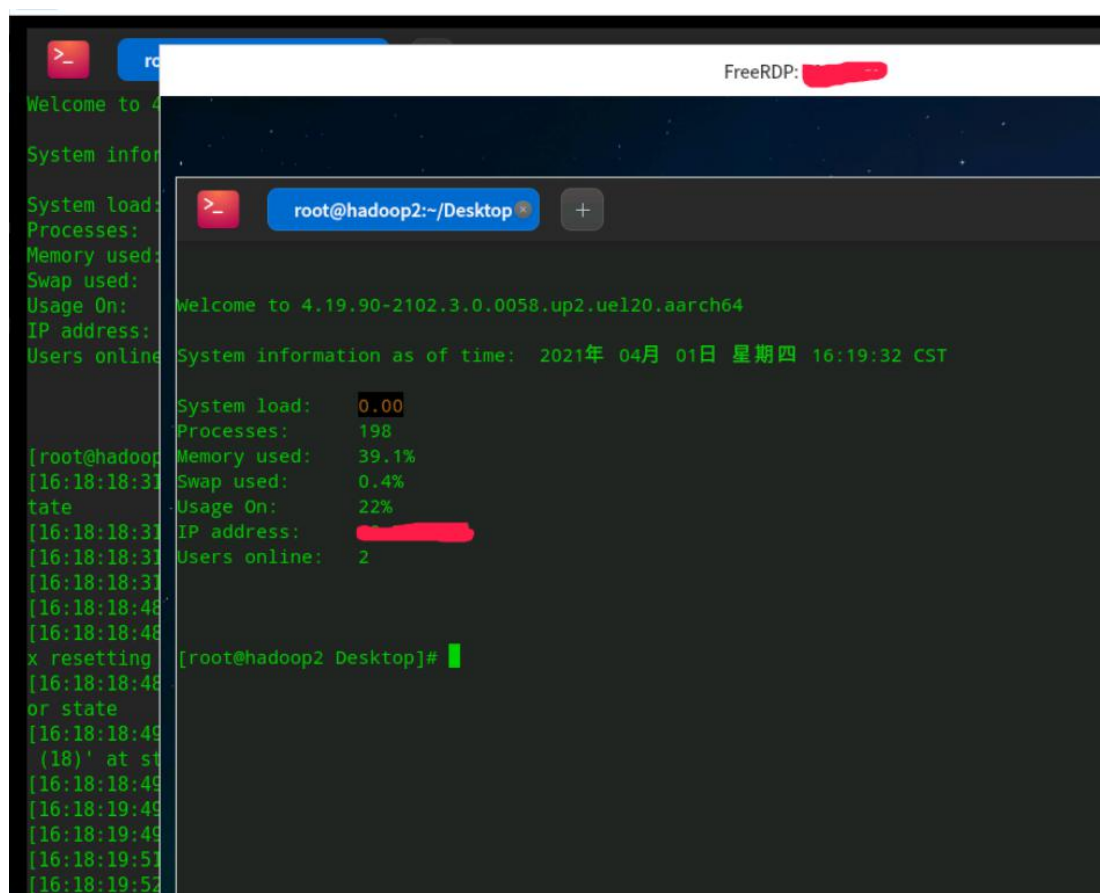 FreeRDP:
Welcome to 4
System infor
System load:
Processes:
Memory used:
Swap used:
Usage On:
IP address:
Users online
[root@hadoop
[16:18:18:31
tate
[16:18:18:31
[16:18:18:31
[16:18:18:31
[16:18:18:48
[16:18:18:48
x resetting
[16:18:18:48
or state
[16:18:18:49
(18)' at st
[16:18:18:49
[16:18:19:49
[16:18:19:49
[16:18:19:51
[16:18:19:52
root@hadoop2:~/Desktop
Welcome to 4.19.90-2102.3.0.0058.up2.uel20.aarch64
System information as of time: 2021年 04月 01日 星期四 16:19:32 CST
System load: 0.00
Processes: 198
Memory used: 39.1%
Swap used: 0.4%
Usage On: 22%
IP address:
Users online: 2
[root@hadoop2 Desktop]#